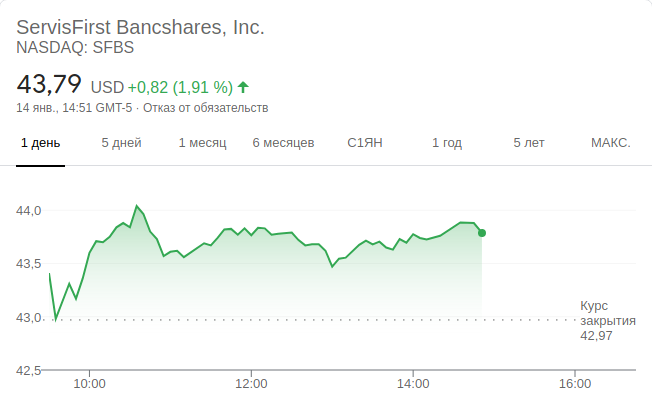 ServisFirst Bancshares, Inc.
NASDAQ: SFBS
43,79 USD +0,82 (1,91 %)
14 янв., 14:51 GMT-5 · Отказ от обязательств
1 день 5 дней 1 месяц 6 месяцев С1ЯН 1 год 5 лет МАКС.
44,0
43,5
43,0
Курс
закрытия
42,97
42,5
10:00 12:00 14:00 16:00